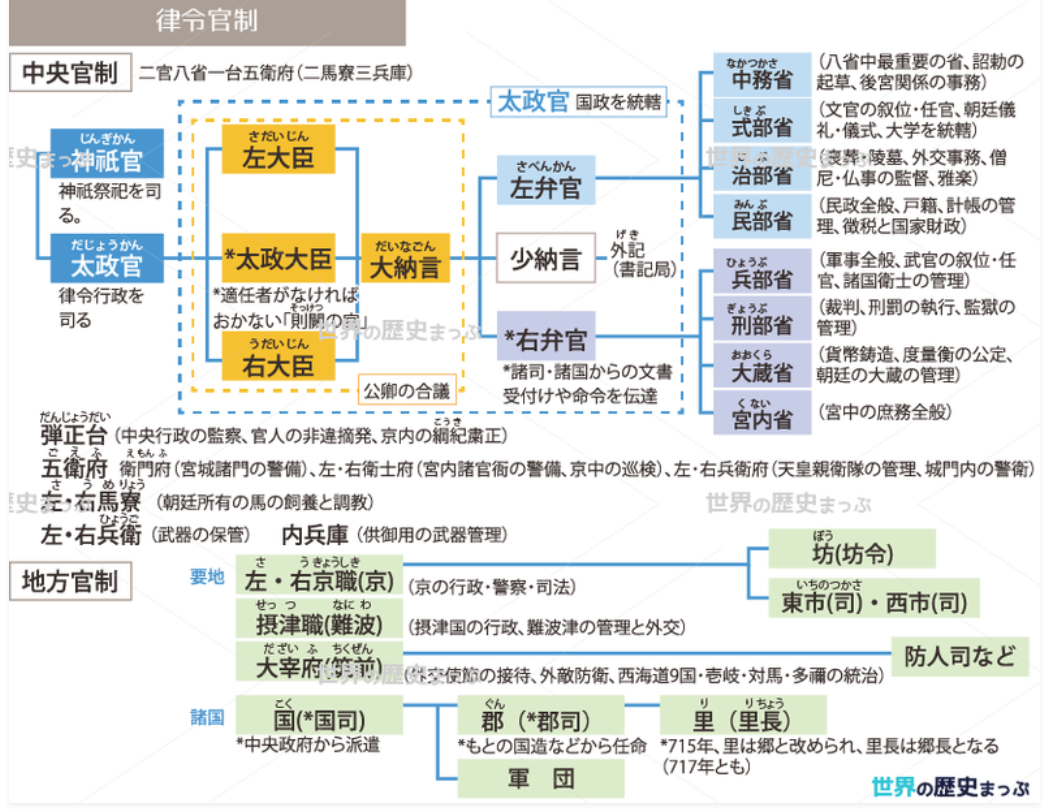 律令官制
中央官制 二官八省一台五衛府(二馬寮三兵庫)
太政官 国政を統轄
じんぎかん
神祇官
神祇祭祀を司
る。
だじょうかん
太政官
律令行政を
司る
さだいじん
左大臣
*太政大臣
*適任者がなければ
そっけつ
おかない「則闕の官」
うだいじん
右大臣
だいなごん
大納言
公卿の合議
さべんかん
左弁官
少納言
げき
外記
(書記局)
*右弁官
*諸司・諸国からの文書
受付けや命令を伝達
なかつかさ
中務省
(八省中最重要の省、詔勅の
起草、後宮関係の事務)
しきぶ
式部省
(文官の叙位・任官、朝廷儀
礼・儀式、大学を統轄)
じぶ
治部省
(喪葬・陵墓、外交事務、僧
尼・仏事の監督、雅楽)
みんぶ
民部省
(民政全般、戸籍、計帳の管
理、徴税と国家財政)
ひょうぶ
兵部省
(軍事全般、武官の叙位・任
官、諸国衛士の管理)
ぎょうぶ
刑部省
(裁判、刑罰の執行、監獄の
管理)
おおくら
大蔵省
(貨幣鋳造、度量衡の公定、
朝廷の大蔵の管理)
くない
宮内省
(宮中の庶務全般)
だんじょうだい こうき
弾正台 (中央行政の監察、官人の非違摘発、京内の綱紀粛正)
ごえふ えもんふ
五衛府 衛門府(宮城諸門の警備)、左・右衛士府(宮内諸官衙の警備、京中の巡検)、左・右兵衛府(天皇親衛隊の管理、城門内の警衛)
さ うめりょう
左・右馬寮 (朝廷所有の馬の飼養と調教)
ひょうご
左・右兵衛 (武器の保管) 内兵庫 (供御用の武器管理)
地方官制
要地
さ うきょうしき
左・右京職(京) (京の行政・警察・司法)
ぼう
坊(坊令)
いちのつかさ
東市(司)・西市(司)
せっつ なにわ
摂津職(難波) (摂津国の行政、難波津の管理と外交)
だざいふ ちくぜん
大宰府(筑前) (外交使節の接待、外敵防衛、西海道9国・壱岐・対馬・多禰の統治)
防人司など
諸国
こく
国(*国司)
*中央政府から派遣
ぐん
郡(*郡司)
*もとの国造などから任命
軍団
り りちょう
里(里長)
*715年、里は郷と改められ、里長は郷長となる
(717年とも)
世界の歴史まっぷ